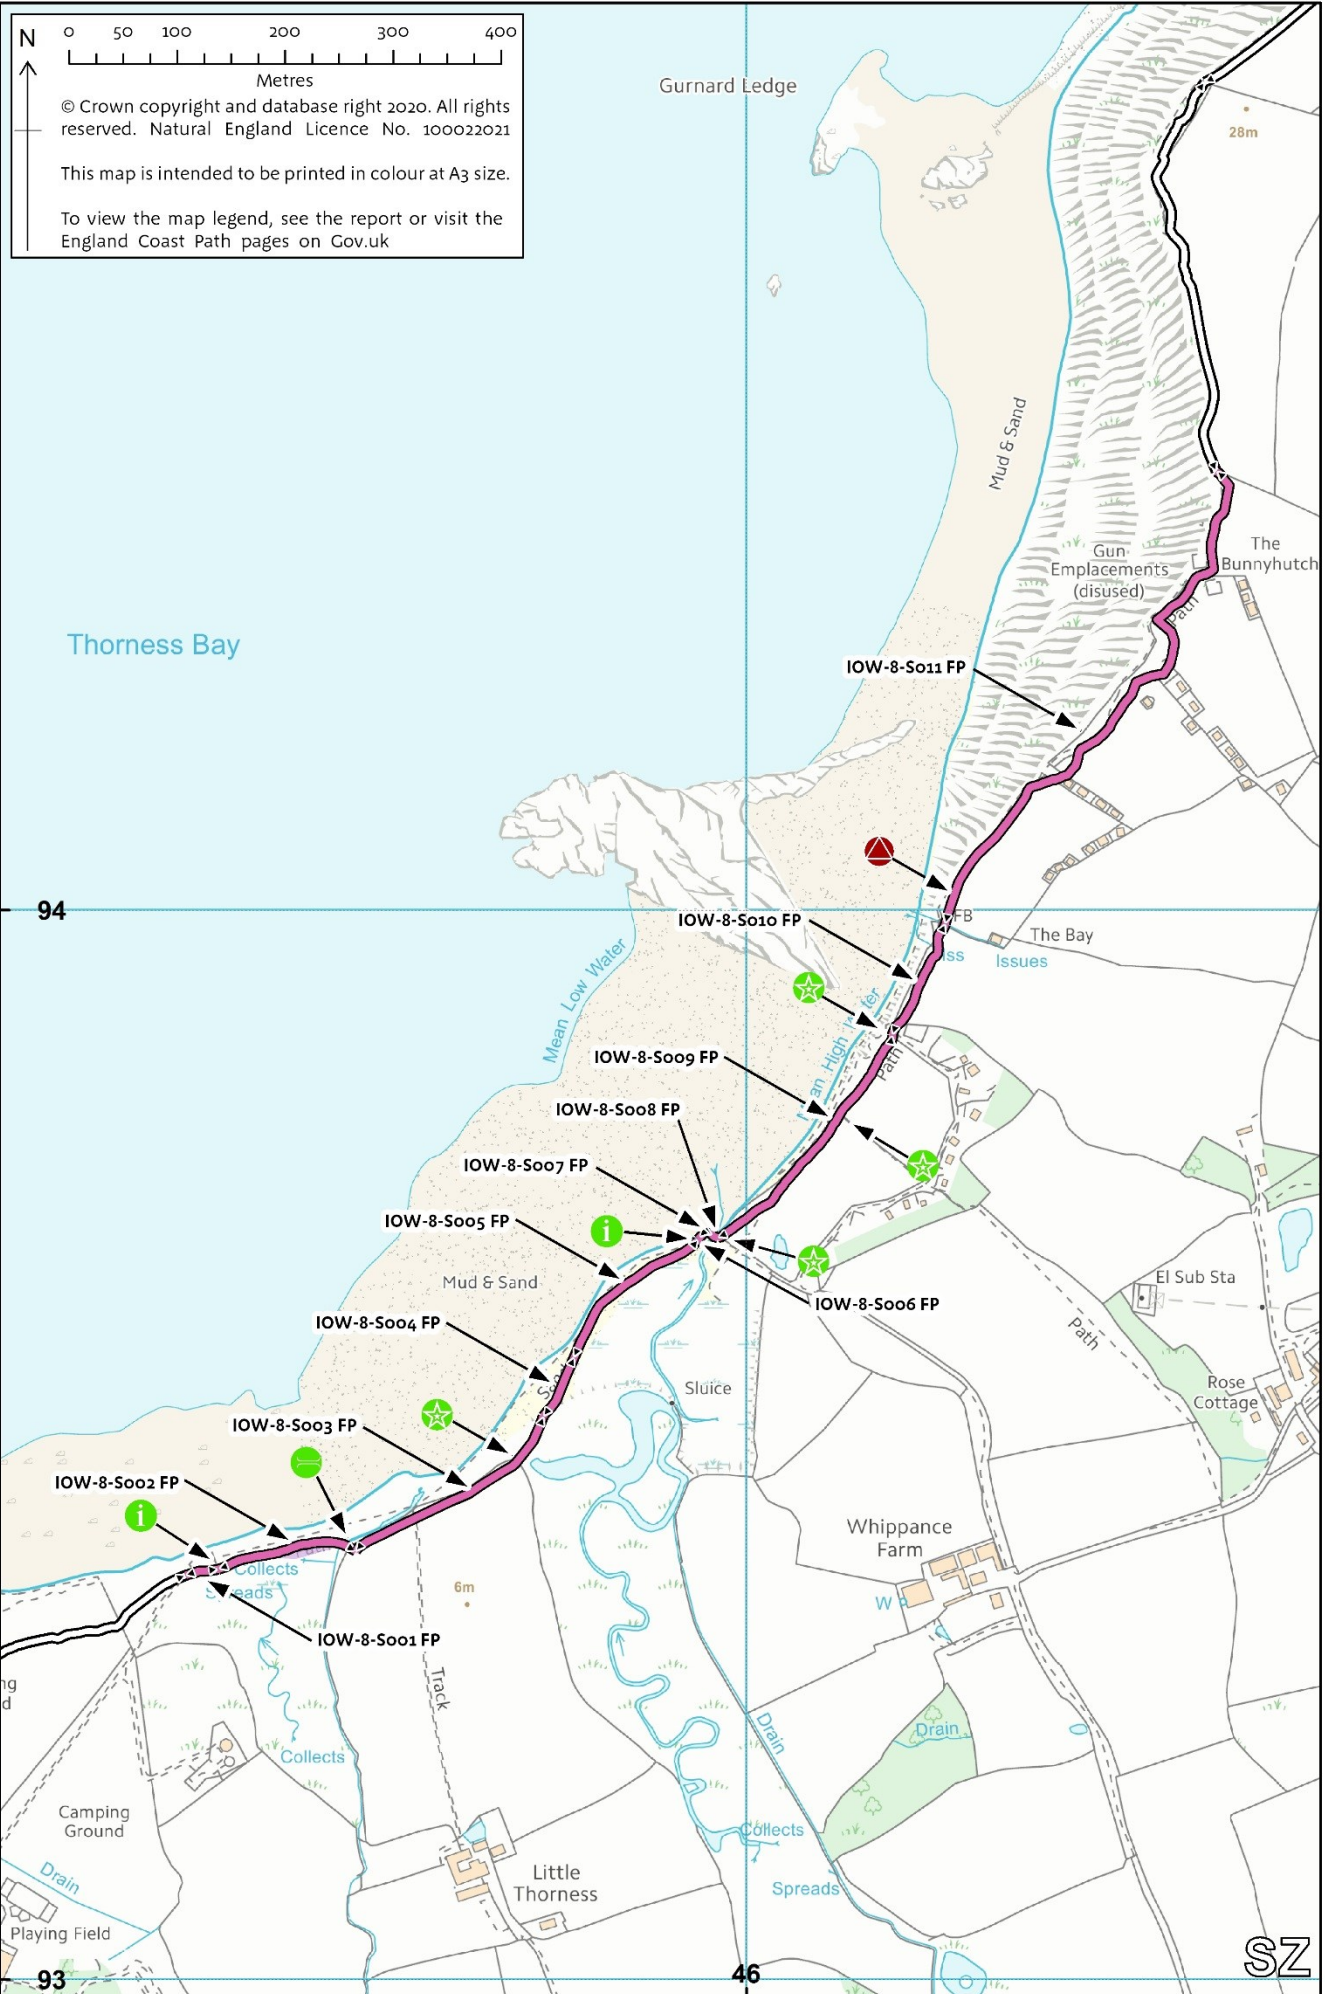 N
0 50 100 200 300 400
Metres
© Crown copyright and database right 2020. All rights
reserved. Natural England Licence No. 100022021
This map is intended to be printed in colour at A3 size.
To view the map legend, see the report or visit the
England Coast Path pages on Gov.uk
Gurnard Ledge
28m
Mud & Sand
Gun
Emplacements
(disused)
The
Bunnyhutch
Path
Thorness Bay
IOW-8-S011 FP
94
IOW-8-S010 FP
FB
The Bay
Iss
Issues
Mean Low Water
IOW-8-S009 FP
Path
IOW-8-S008 FP
IOW-8-S007 FP
IOW-8-S005 FP
i
Mud & Sand
IOW-8-S006 FP
El Sub Sta
Path
IOW-8-S004 FP
Sluice
Rose
Cottage
IOW-8-S003 FP
IOW-8-S002 FP
i
Whippance
Farm
Collects
Spreads
6m
W
IOW-8-S001 FP
Track
Drain
Drain
Collects
Camping
Ground
Collects
Drain
Little
Thorness
Spreads
Playing Field
SZ
93
46